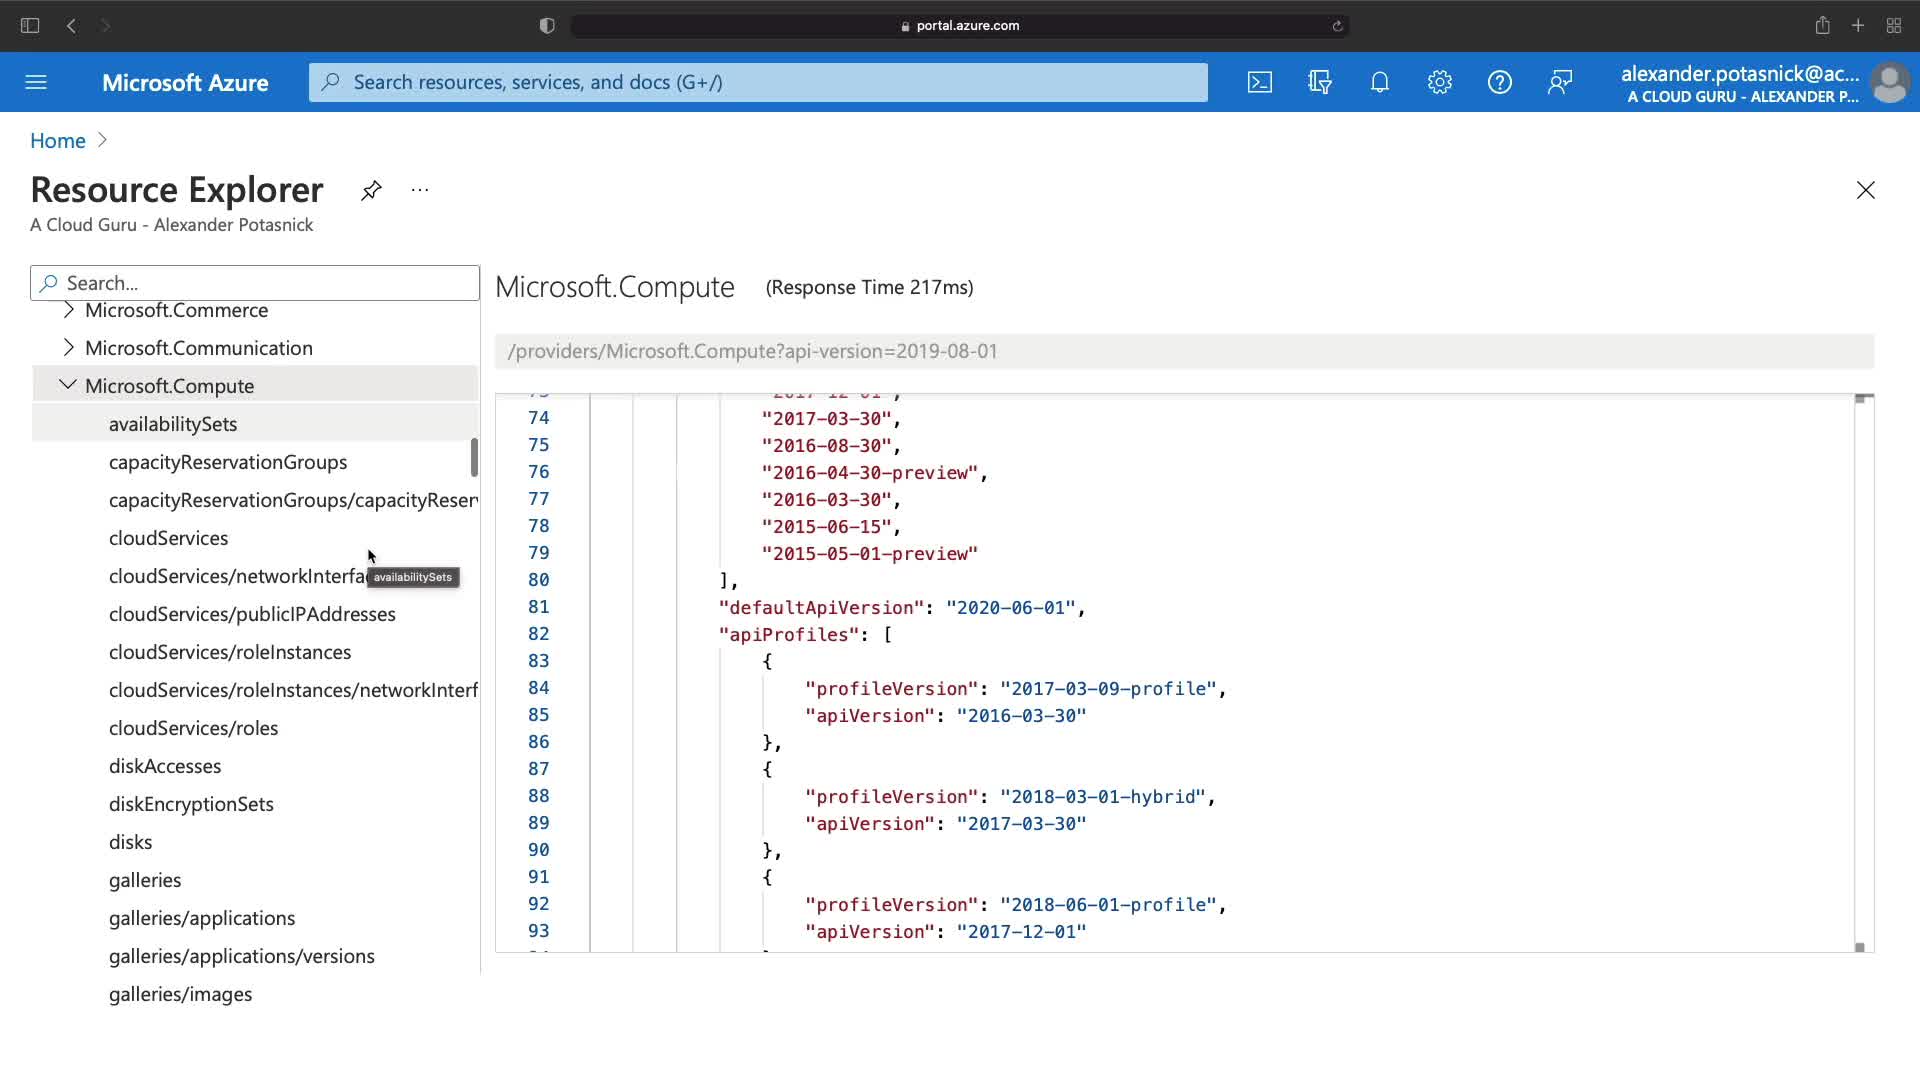 portal.azure.com
Microsoft Azure
Search resources, services, and docs (G+/)
alexander.potasnick@ac...
A CLOUD GURU - ALEXANDER P...
Home
Resource Explorer
...
A Cloud Guru - Alexander Potasnick
Search...
Microsoft.Commerce
Microsoft.Communication
Microsoft.Compute
availabilitySets
capacityReservationGroups
capacityReservationGroups/capacityReserv
cloudServices
cloudServices/networkInterfa
availabilitySets
cloudServices/publicIPAddresses
cloudServices/roleInstances
cloudServices/roleInstances/networkInterf
cloudServices/roles
diskAccesses
diskEncryptionSets
disks
galleries
galleries/applications
galleries/applications/versions
galleries/images
Microsoft.Compute (Response Time 217ms)
/providers/Microsoft.Compute?api-version=2019-08-01
73 "2017-12-01",
74 "2017-03-30",
75 "2016-08-30",
76 "2016-04-30-preview",
77 "2016-03-30",
78 "2015-06-15",
79 "2015-05-01-preview"
80 ],
81 "defaultApiVersion": "2020-06-01",
82 "apiProfiles": [
83 {
84 "profileVersion": "2017-03-09-profile",
85 "apiVersion": "2016-03-30"
86 },
87 {
88 "profileVersion": "2018-03-01-hybrid",
89 "apiVersion": "2017-03-30"
90 },
91 {
92 "profileVersion": "2018-06-01-profile",
93 "apiVersion": "2017-12-01"